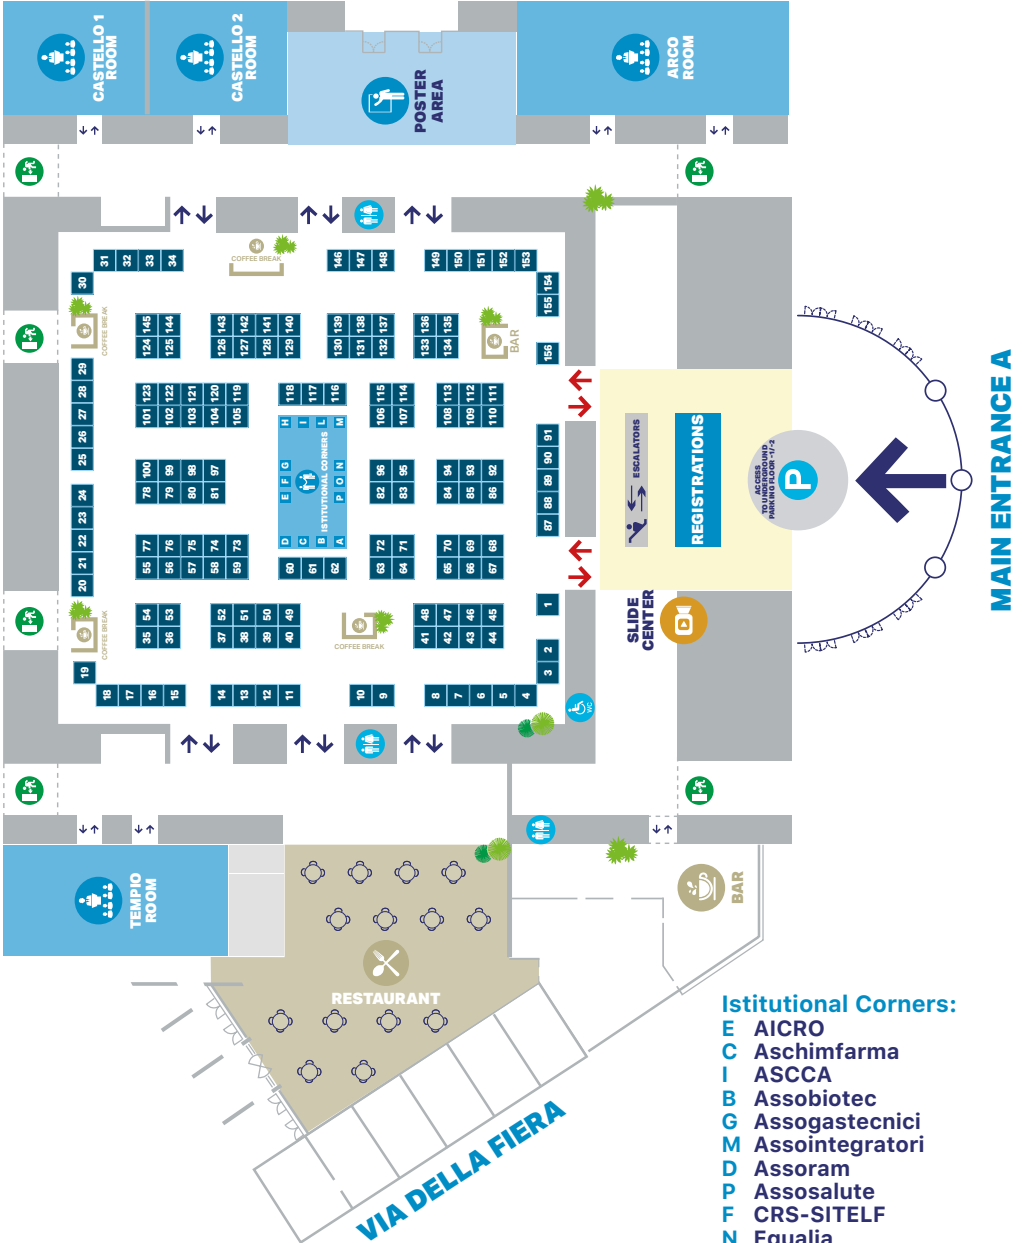 CASTELLO 1
ROOM
CASTELLO 2
ROOM
POSTER
AREA
ARCO
ROOM
31 32 33 34
COFFEE BREAK
146 147 148
149 150 151 152 153
30
154
155
COFFEE BREAK
145 144
124 125
143 142 141 140
126 127 128 129
139 138 137
130 131 132
136 135
133 134
BAR
156
29
28
27
26
25
123 122 121 120 119
101 102 103 104 105
118 117 116
115 114
106 107
113 112 111
108 109 110
H I L M
ISTITUTIONAL CORNERS
E F G
P O N
D C B A
100 99 98 97
78 79 80 81
96 95
82 83
94 93 92
84 85 86
91
90
89
88
87
24
23
22
21
20
77 76 75 74 73
55 56 57 58 59
60 61 62
72 71
63 64
70 69 68
65 66 67
COFFEE BREAK
54 53
35 36
52 51 50 49
37 38 39 40
COFFEE BREAK
48 47 46 45
41 42 43 44
1
2
3
19
18 17 16 15
14 13 12 11
10 9
8 7 6 5 4
WC
ESCALATORS
REGISTRATIONS
ACCESS
TO UNDERGROUND
PARKING FLOOR -1/-2
P
MAIN ENTRANCE A
SLIDE
CENTER
TEMPIO
ROOM
RESTAURANT
BAR
VIA DELLA FIERA
Istitutional Corners:
E AICRO
C Aschimfarma
I ASCCA
B Assobiotec
G Assogastecnici
M Assointegratori
D Assoram
P Assosalute
F CRS-SITELF
N Egualia